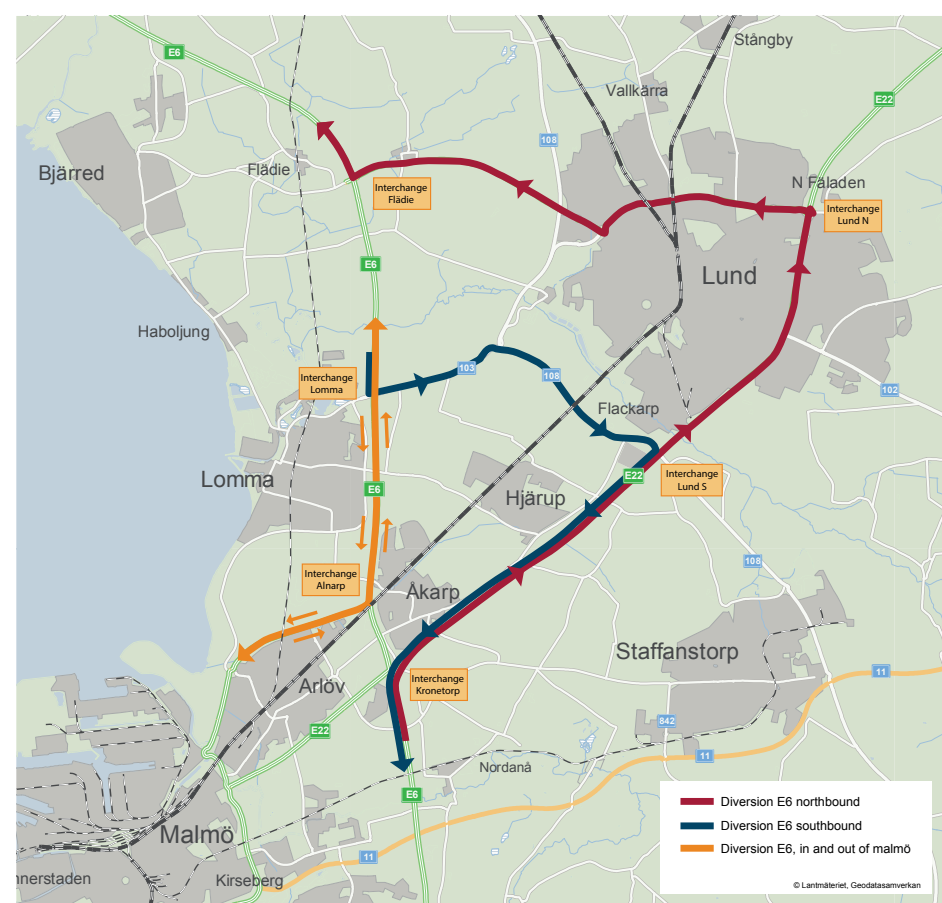 Stångby
E6
Vallkärra
E22
108
Bjärred
Flädie
Interchange
Flädie
N Fäladen
Interchange
Lund N
E6
Lund
Haboljung
Interchange
Lomma
103
108
102
Flackarp
Lomma
E6
Hjärup
E22
Interchange
Lund S
108
Interchange
Alnarp
Åkarp
Staffanstorp
11
Arlöv
Interchange
Kronetorp
E22
842
11
Nordanå
E6
Malmö
11
nnerstaden
Kirseberg
Diversion E6 northbound
Diversion E6 southbound
Diversion E6, in and out of malmö
© Lantmäteriet, Geodatasamverkan